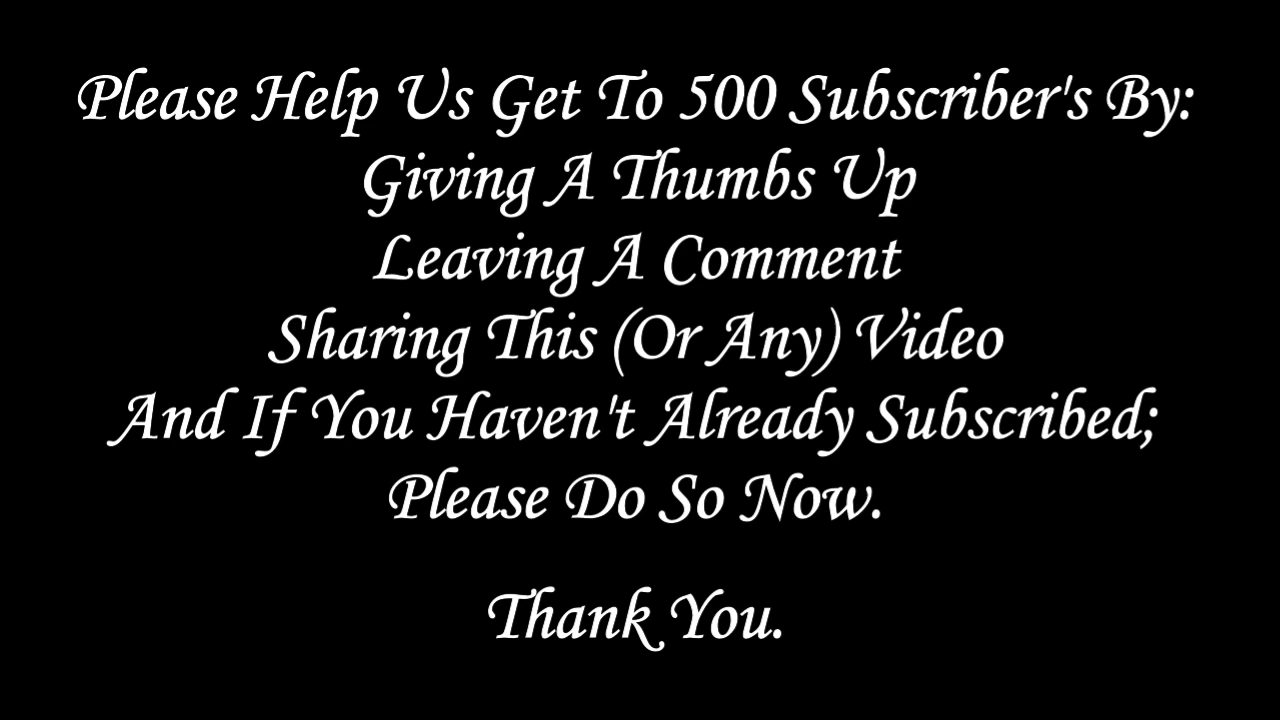 Please Help Us Get To 500 Subscriber's By:
Giving A Thumbs Up
Leaving A Comment
Sharing This (Or Any) Video
And If You Haven't Already Subscribed;
Please Do So Now.
Thank You.